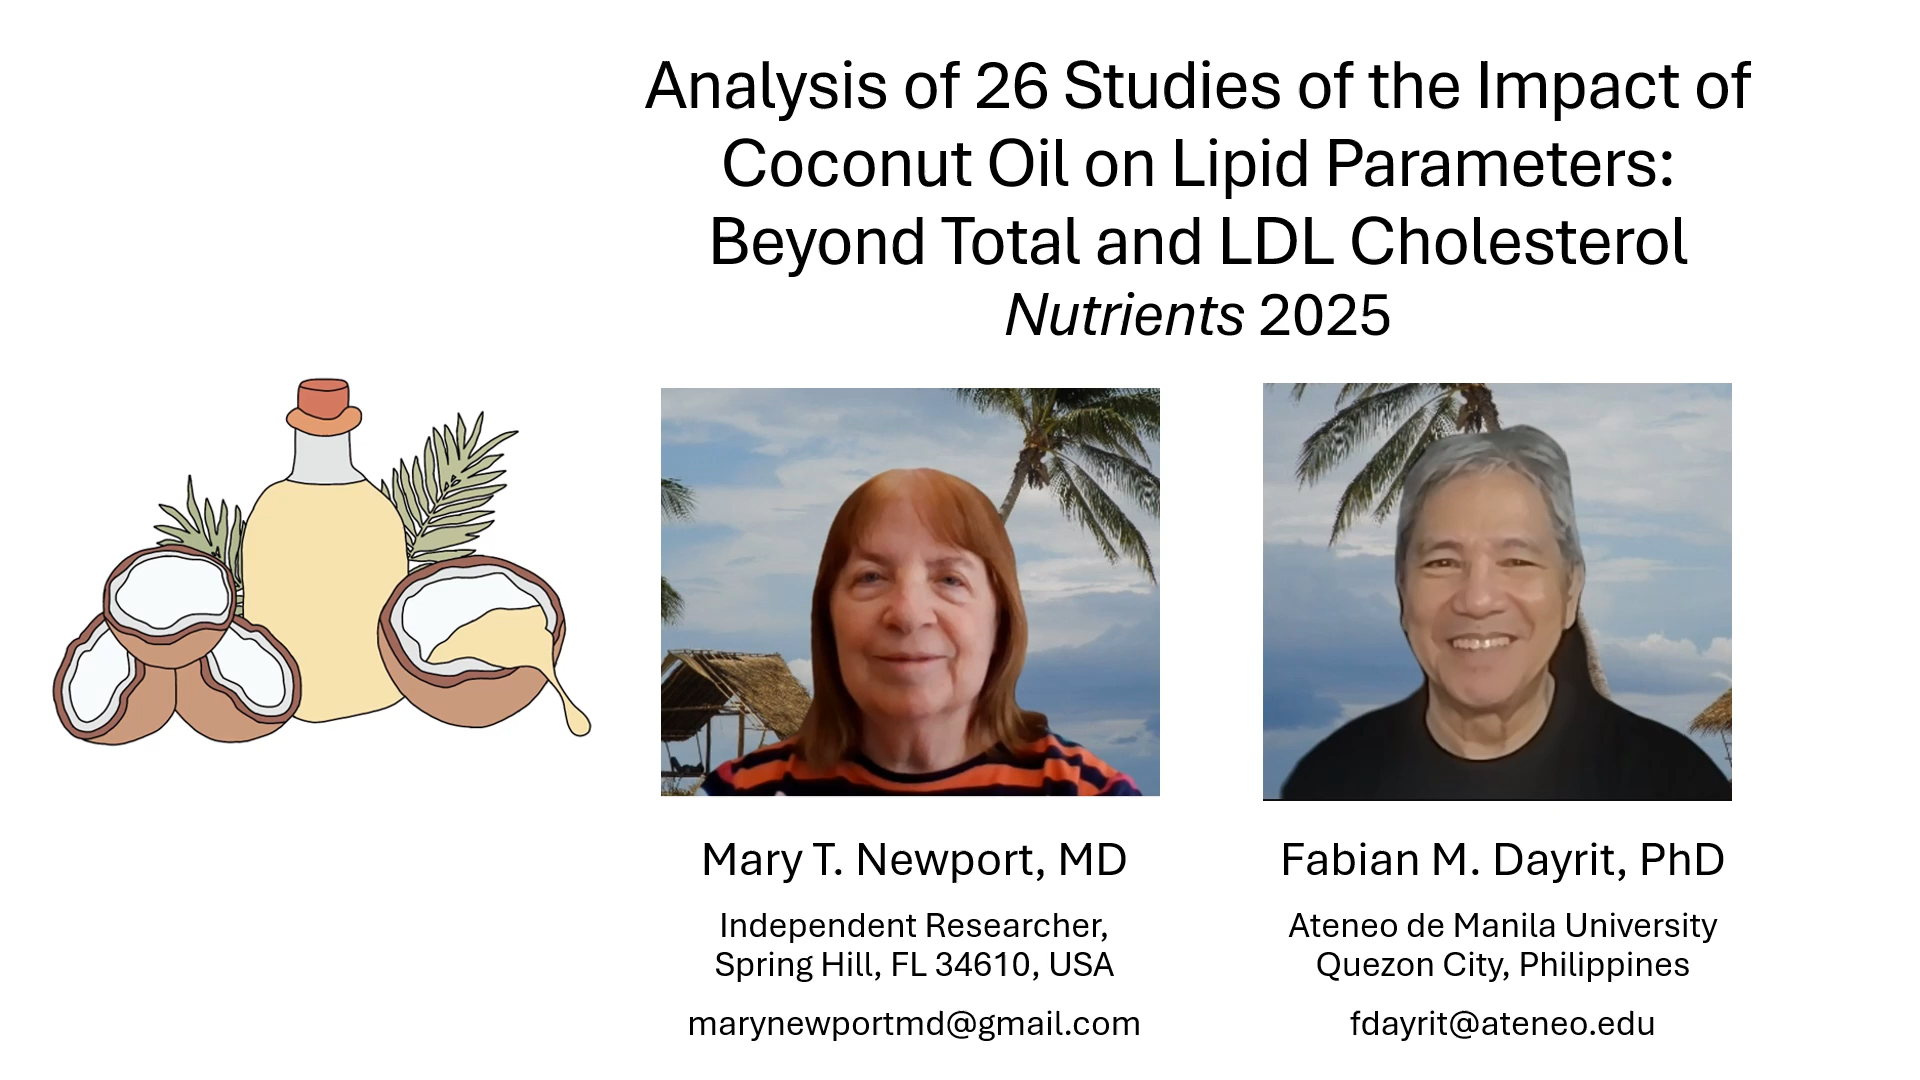 Analysis of 26 Studies of the Impact of
Coconut Oil on Lipid Parameters:
Beyond Total and LDL Cholesterol
Nutrients 2025
Mary T. Newport, MD
Independent Researcher,
Spring Hill, FL 34610, USA
marynewportmd@gmail.com
Fabian M. Dayrit, PhD
Ateneo de Manila University
Quezon City, Philippines
fdayrit@ateneo.edu